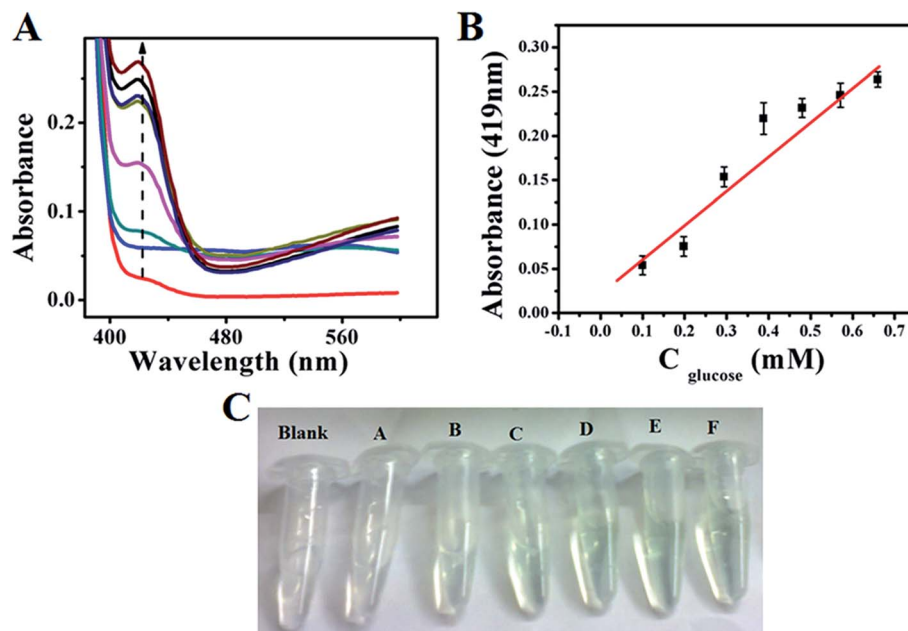 A
Absorbance
0.2
0.1
0.0
400 480 560
Wavelength (nm)
B
Absorbance (419nm)
0.30
0.25
0.20
0.15
0.10
0.05
0.00
-0.1 0.0 0.1 0.2 0.3 0.4 0.5 0.6 0.7
C glucose (mM)
C
Blank A B C D E F